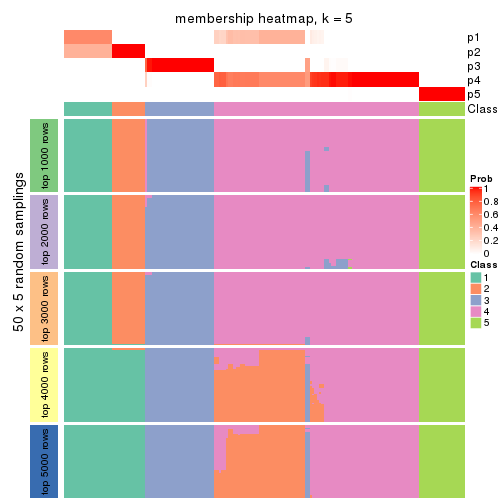 membership heatmap, k = 5
p1
p2
p3
p4
p5
Class
50 x 5 random samplings
top 1000 rows
top 2000 rows
top 3000 rows
top 4000 rows
top 5000 rows
Prob
1
0.8
0.6
0.4
0.2
0
Class
1
2
3
4
5